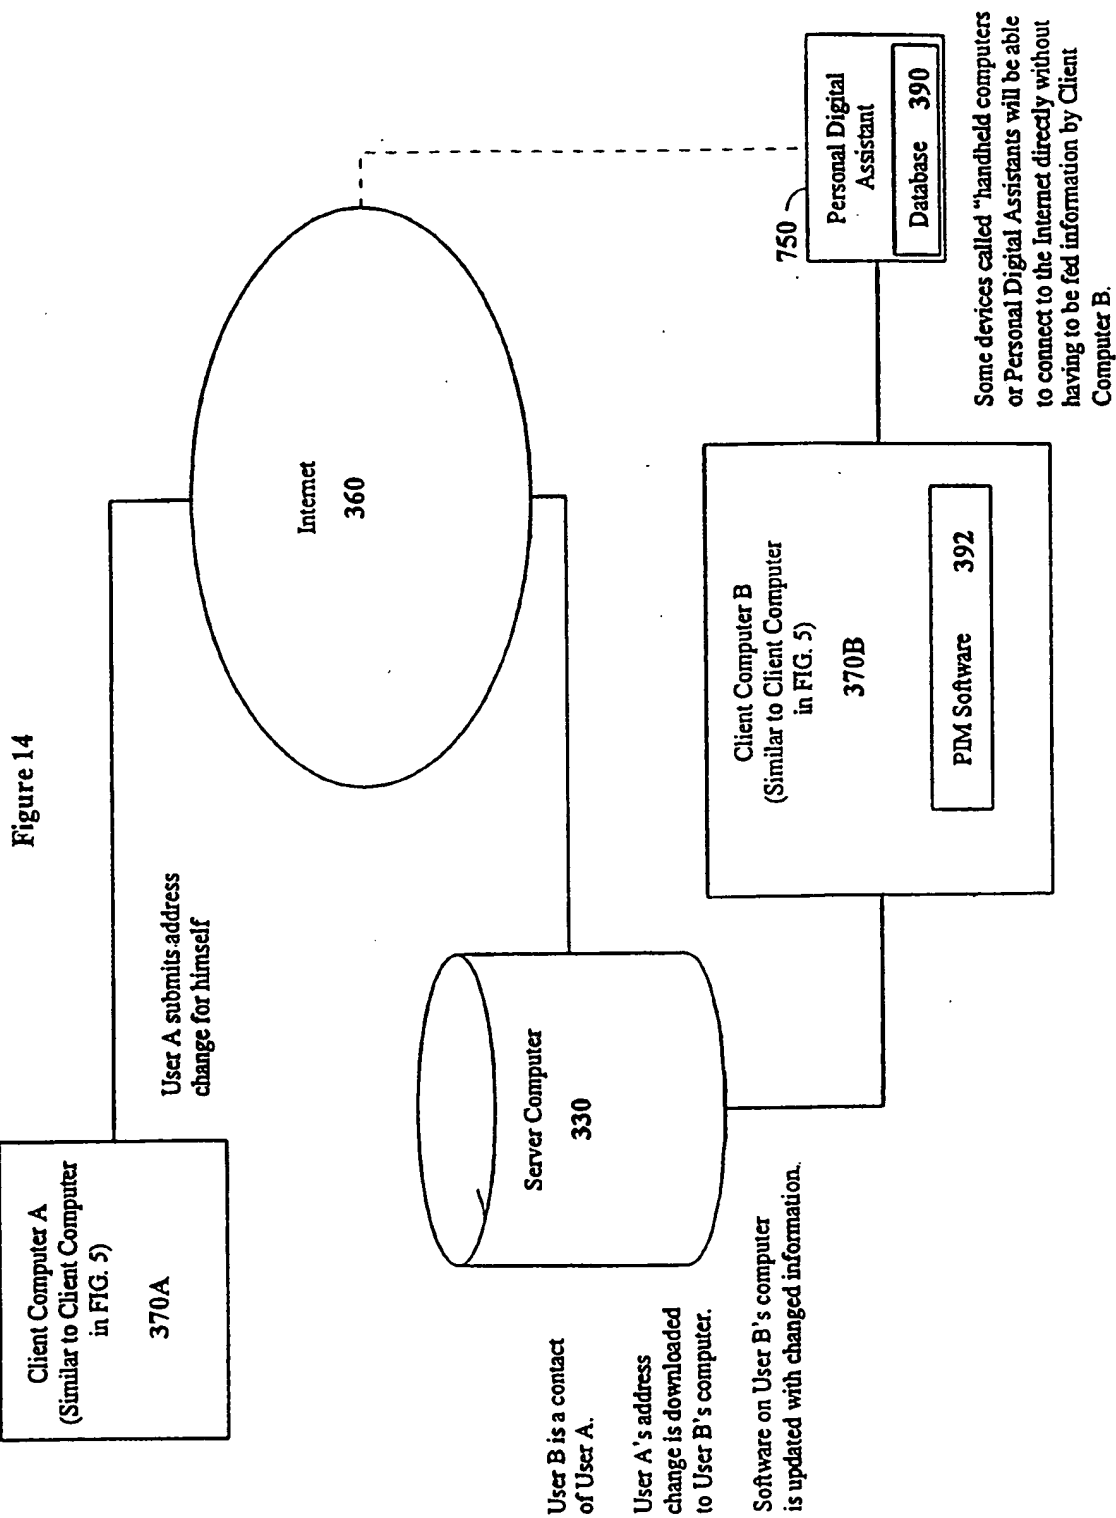 Figure 14
Client Computer A
(Similar to Client Computer
in FIG. 5)
370A
User A submits address
change for himself
Internet
360
Server Computer
330
User B is a contact
of User A.
User A's address
change is downloaded
to User B's computer.
Software on User B's computer
is updated with changed information.
Client Computer B
(Similar to Client Computer
in FIG. 5)
370B
PIM Software 392
750
Personal Digital
Assistant
Database 390
Some devices called "handheld computers
or Personal Digital Assistants will be able
to connect to the Internet directly without
having to be fed information by Client
Computer B.